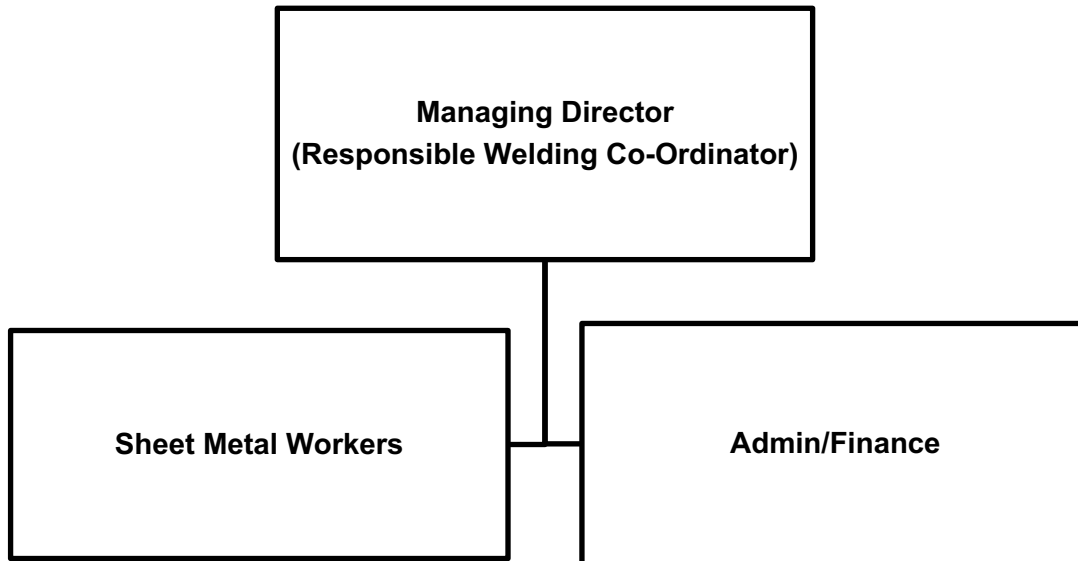 Managing Director
(Responsible Welding Co-Ordinator)
Sheet Metal Workers
Admin/Finance